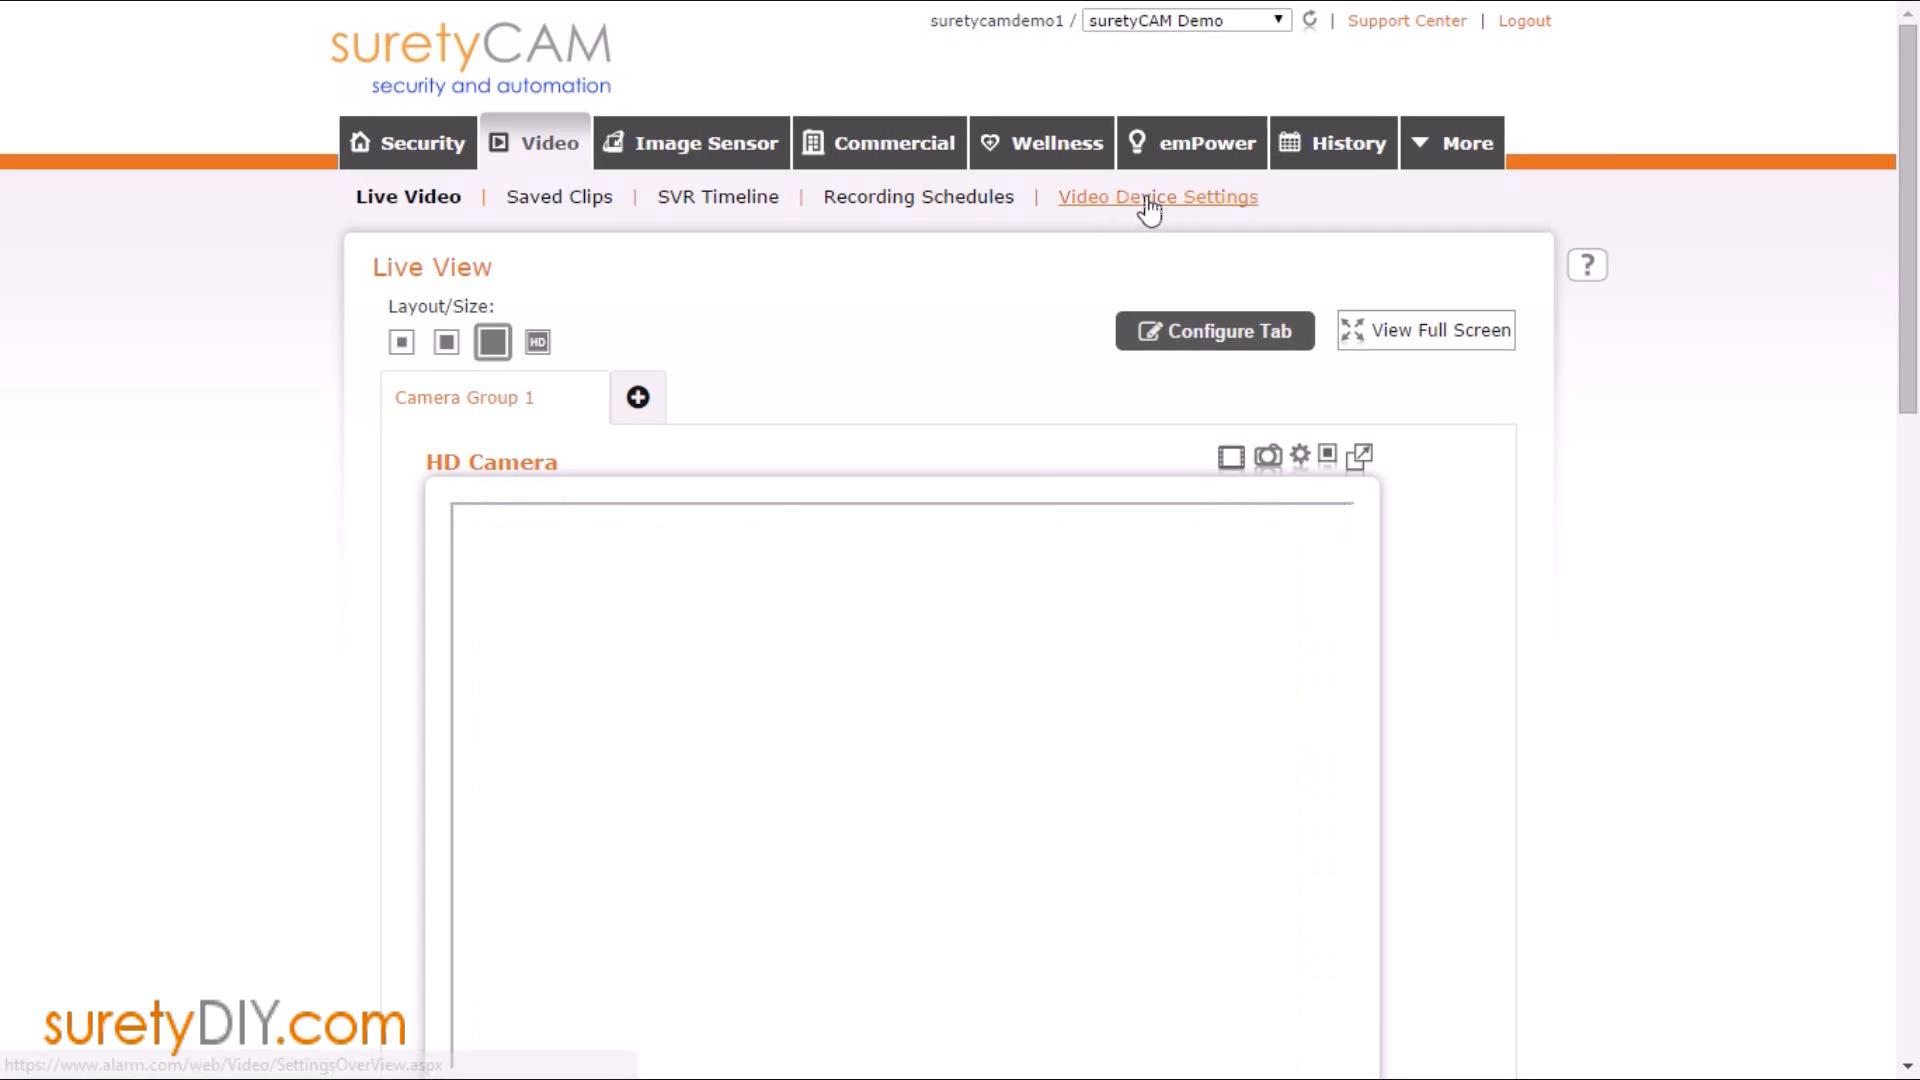 suretyCAM
security and automation
suretycamdemo1 / suretyCAM Demo | Support Center | Logout
Security Video Image Sensor Commercial Wellness emPower History More
Live Video | Saved Clips | SVR Timeline | Recording Schedules | Video Device Settings
Live View
?
Layout/Size:
HD
Configure Tab
View Full Screen
Camera Group 1
HD Camera
suretyDIY.com
https://www.alarm.com/web/Video/SettingsOverView.aspx